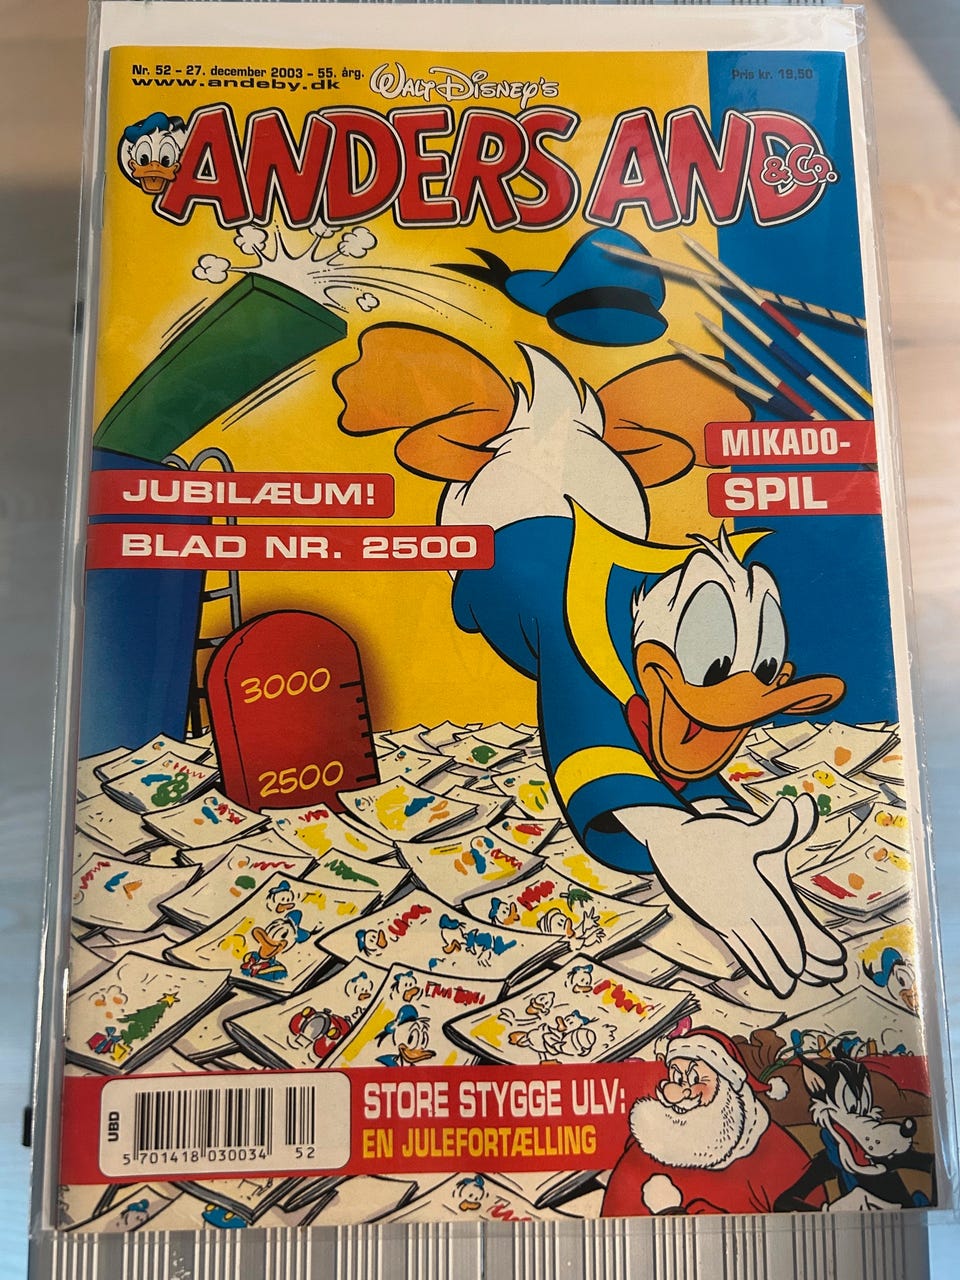 Nr. 52 - 27. december 2003 - 55. årg.
www.andeby.dk
WALT DISNEY'S
Pris kr. 19,50
ANDERS AND
& Co.
MIKADO-
SPIL
JUBILÆUM!
BLAD NR. 2500
3000
2500
STORE STYGGE ULV:
EN JULEFORTÆLLING
UBD
5 701418 030034 52